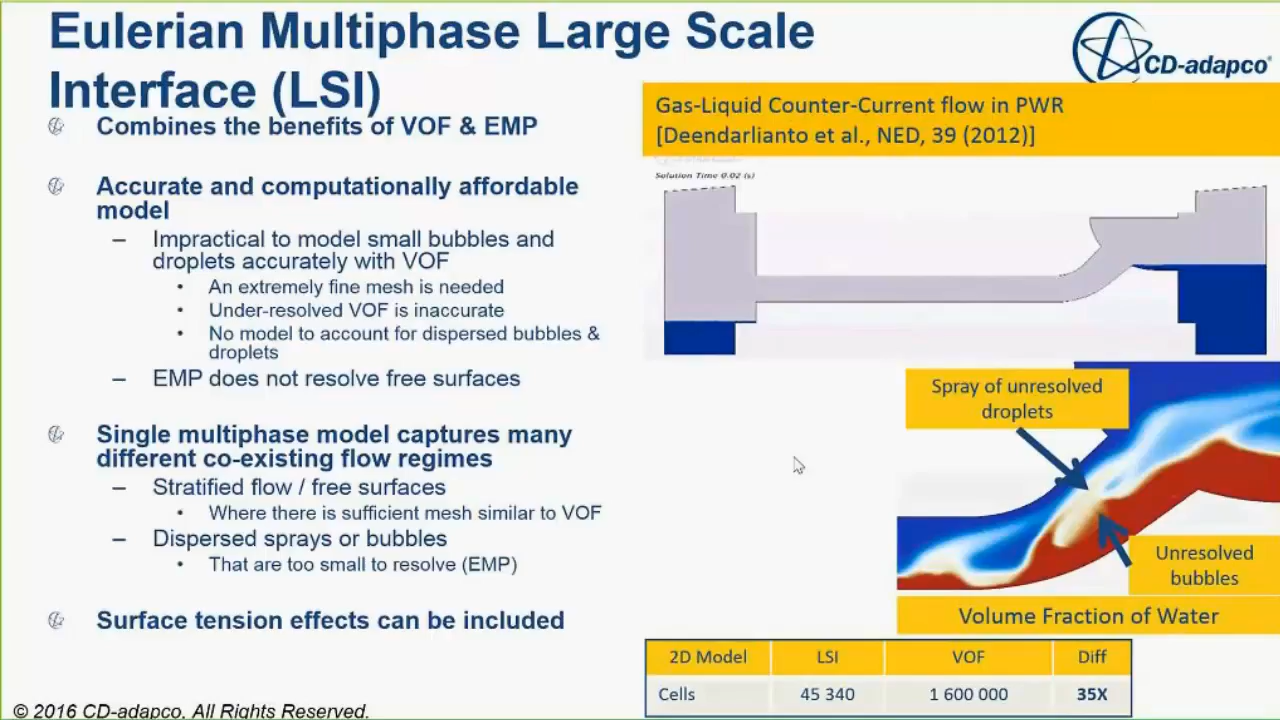 Eulerian Multiphase Large Scale
Interface (LSI)
CD-adapco
Combines the benefits of VOF & EMP
Accurate and computationally affordable
model
– Impractical to model small bubbles and
droplets accurately with VOF
• An extremely fine mesh is needed
• Under-resolved VOF is inaccurate
• No model to account for dispersed bubbles &
droplets
– EMP does not resolve free surfaces
Single multiphase model captures many
different co-existing flow regimes
– Stratified flow / free surfaces
• Where there is sufficient mesh similar to VOF
– Dispersed sprays or bubbles
• That are too small to resolve (EMP)
Surface tension effects can be included
Gas-Liquid Counter-Current flow in PWR
[Deendarlianto et al., NED, 39 (2012)]
Solution Time 0.02 (s)
Spray of unresolved
droplets
Unresolved
bubbles
Volume Fraction of Water
2D Model LSI VOF Diff
Cells 45 340 1 600 000 35X
© 2016 CD-adapco. All Rights Reserved.